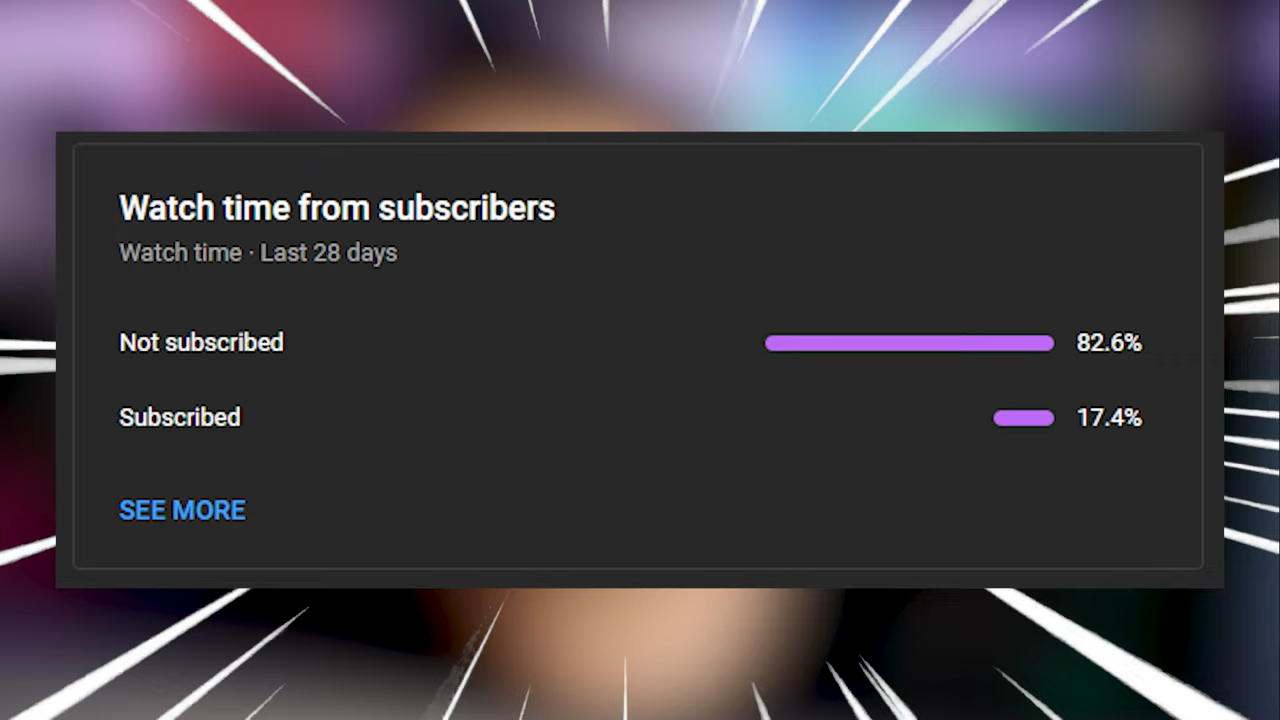 Watch time from subscribers
Watch time · Last 28 days
Not subscribed 82.6%
Subscribed 17.4%
SEE MORE